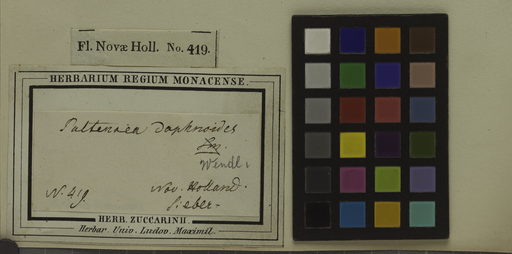 Fl. Novæ Holl. No. 419.
HERBARIUM REGIUM MONACENSE.
Pultenaea daphnoides
Sm.
Wendl.
N. 419. Nov. Holland.
Sieber.
HERB. ZUCCARINII.
Herbar. Univ. Ludov. Maximil.